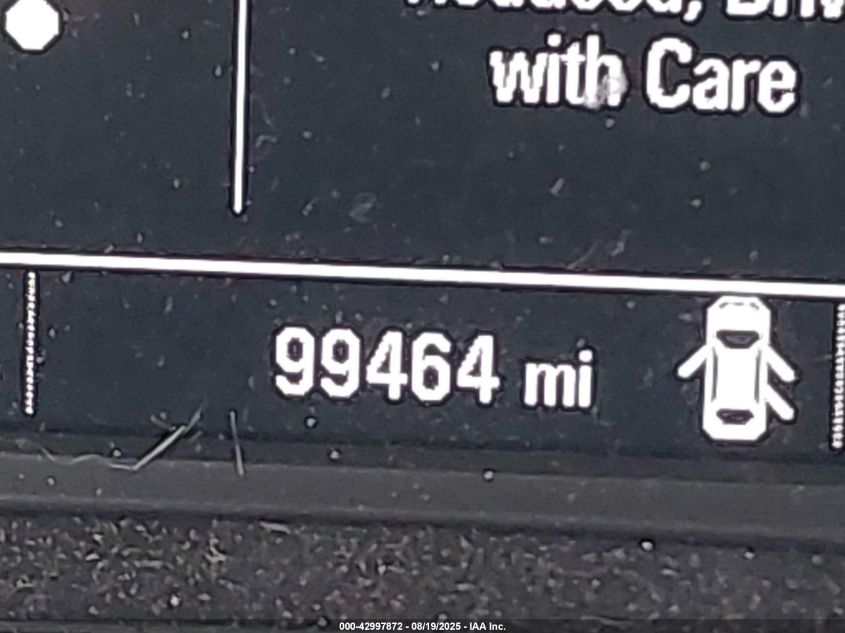 with Care
99464 mi
000-42997872 - 08/19/2025 - IAA Inc.